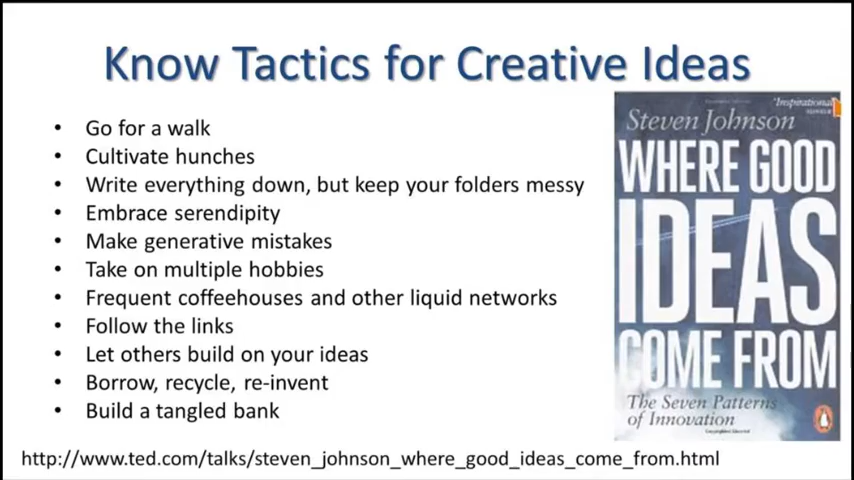 Know Tactics for Creative Ideas
• Go for a walk
• Cultivate hunches
• Write everything down, but keep your folders messy
• Embrace serendipity
• Make generative mistakes
• Take on multiple hobbies
• Frequent coffeehouses and other liquid networks
• Follow the links
• Let others build on your ideas
• Borrow, recycle, re-invent
• Build a tangled bank
'Inspirational
Steven Johnson
WHERE GOOD
IDEAS
COME FROM
The Seven Patterns
of Innovation
http://www.ted.com/talks/steven_johnson_where_good_ideas_come_from.html